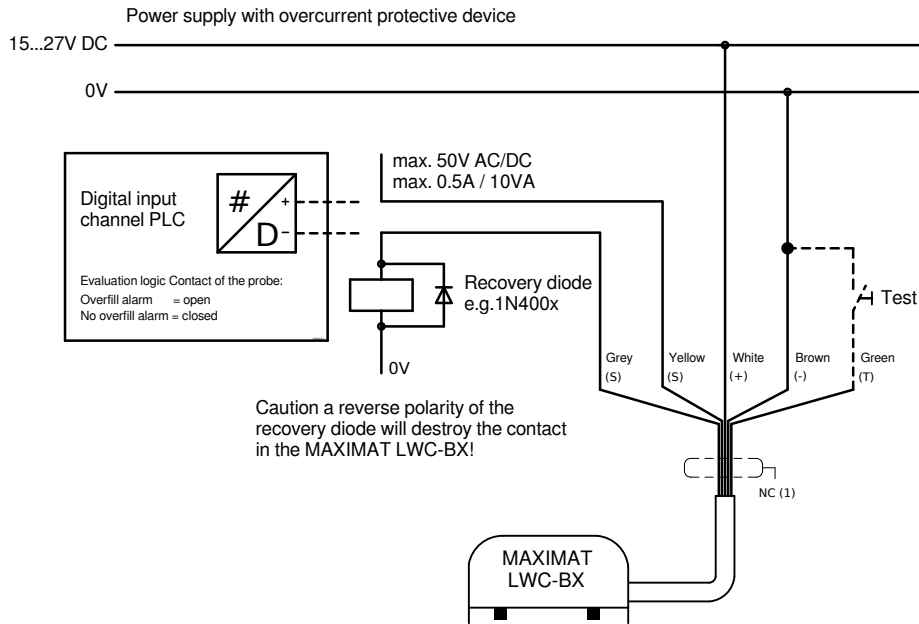 Power supply with overcurrent protective device
15...27V DC
0V
max. 50V AC/DC
max. 0.5A / 10VA
Digital input
channel PLC
#
+
D
-
Evaluation logic Contact of the probe:
Overfill alarm = open
No overfill alarm = closed
Recovery diode
e.g.1N400x
0V
Test
Grey
(S)
Yellow
(S)
White
(+)
Brown
(-)
Green
(T)
Caution a reverse polarity of the
recovery diode will destroy the contact
in the MAXIMAT LWC-BX!
NC (1)
MAXIMAT
LWC-BX